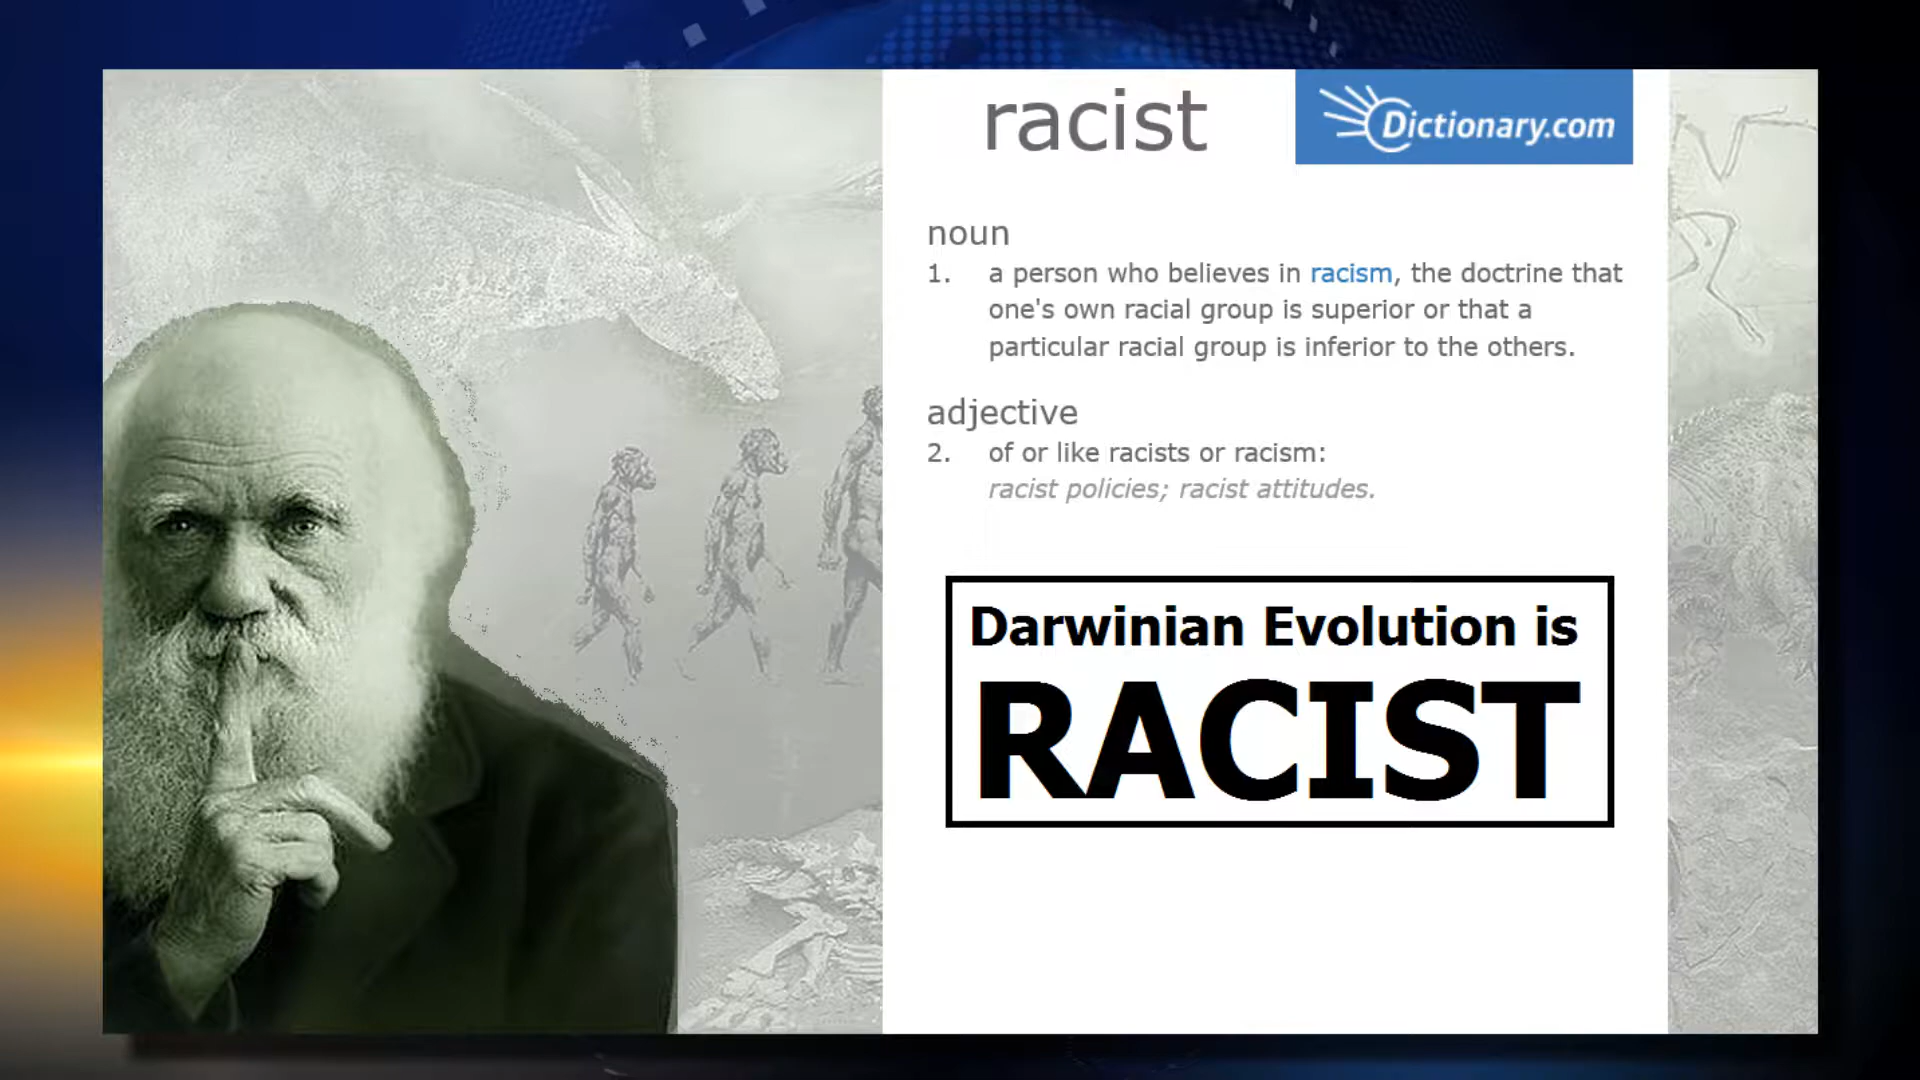 racist
Dictionary.com
noun
1. a person who believes in racism, the doctrine that
one's own racial group is superior or that a
particular racial group is inferior to the others.
adjective
2. of or like racists or racism:
racist policies; racist attitudes.
Darwinian Evolution is
RACIST